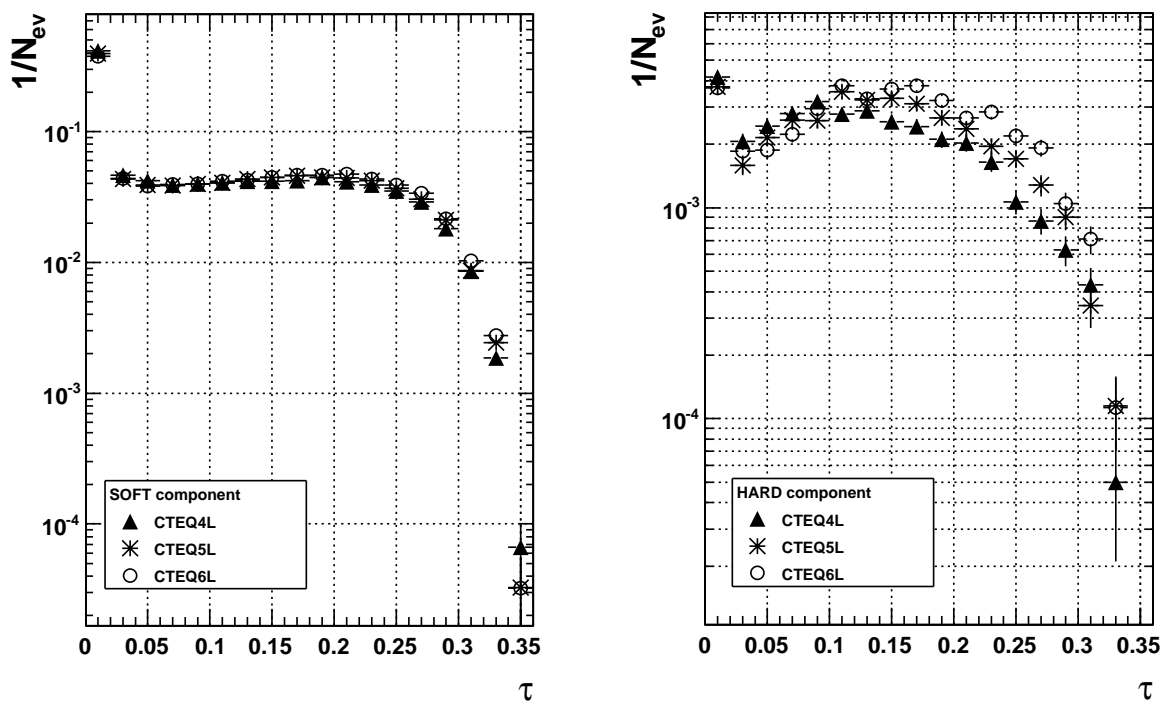 1/N_ev
10^-1
10^-2
10^-3
10^-4
SOFT component
CTEQ4L
CTEQ5L
CTEQ6L
0 0.05 0.1 0.15 0.2 0.25 0.3 0.35
τ
1/N_ev
10^-3
10^-4
HARD component
CTEQ4L
CTEQ5L
CTEQ6L
0 0.05 0.1 0.15 0.2 0.25 0.3 0.35
τ